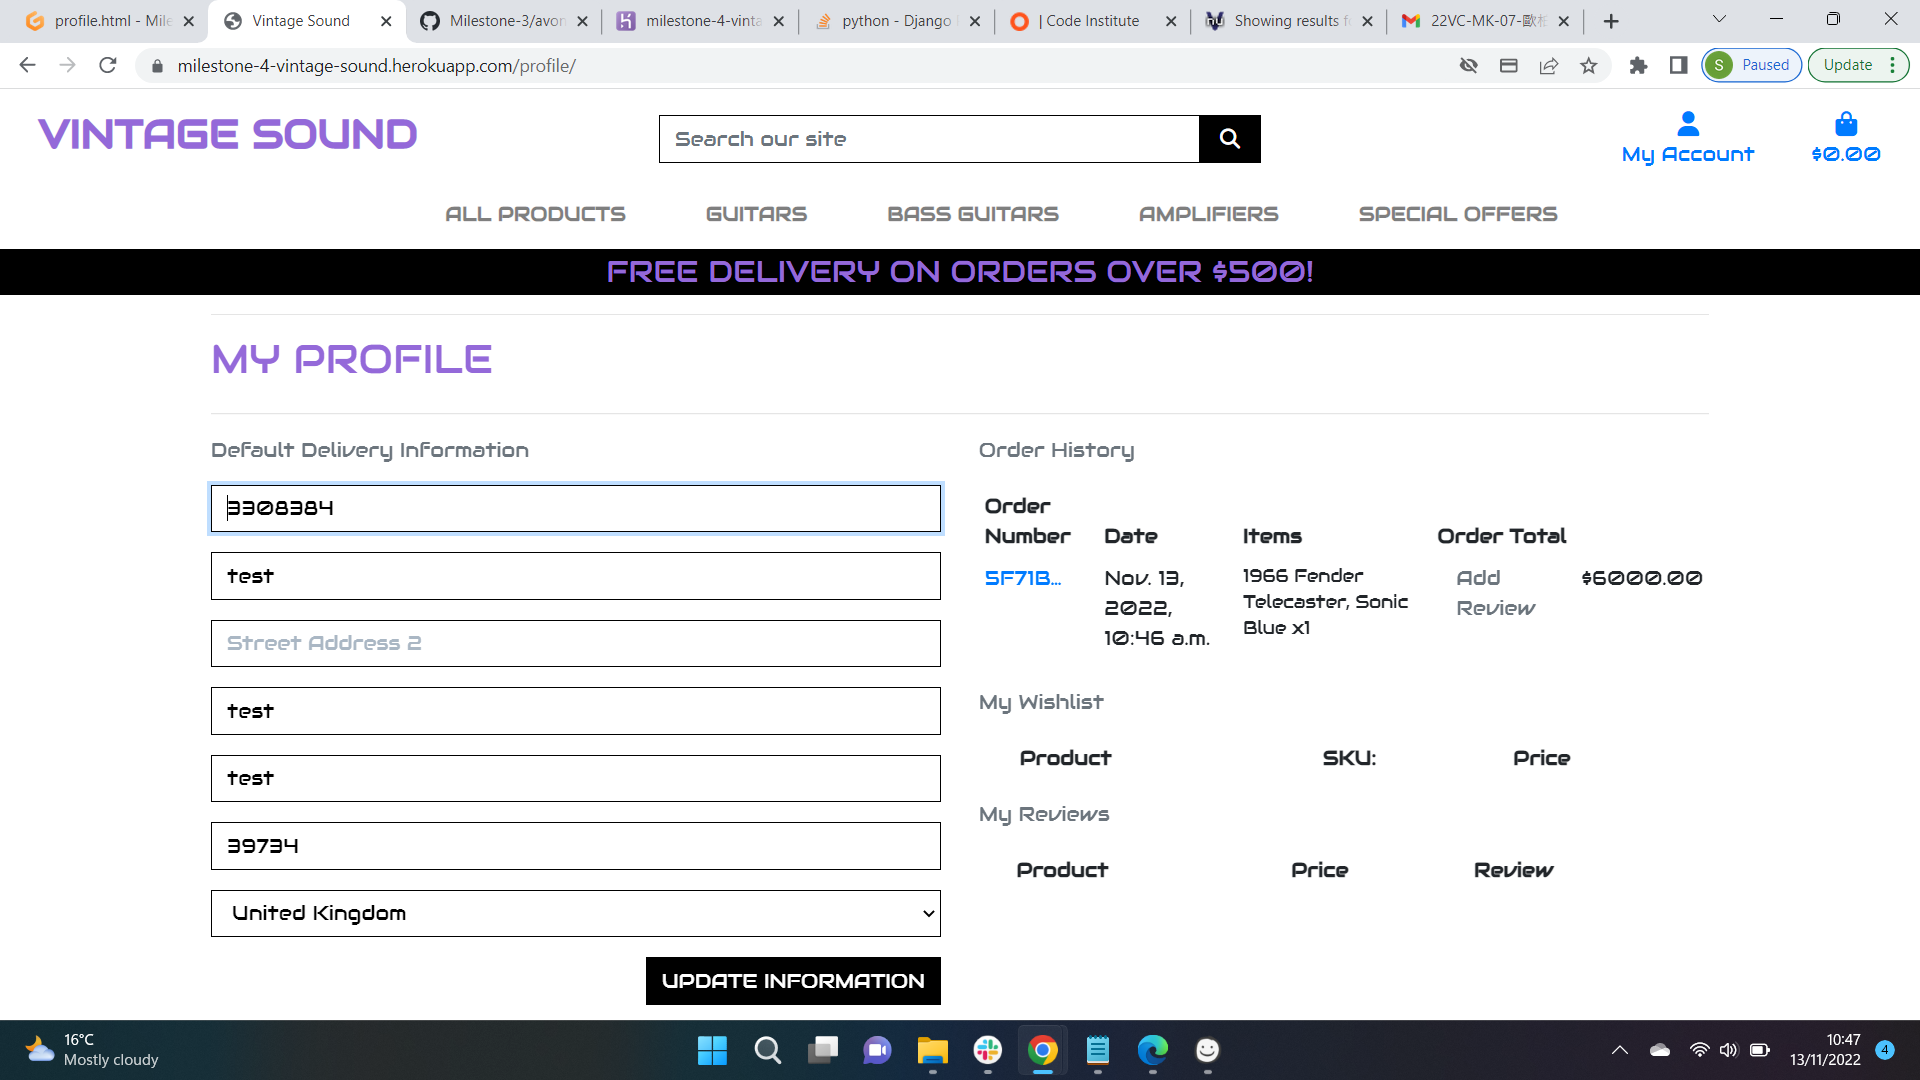 profile.html - Mile
Vintage Sound
Milestone-3/avon
milestone-4-vinta
python - Django
| Code Institute
Showing results f
22VC-MK-07-歐
milestone-4-vintage-sound.herokuapp.com/profile/
S
Paused
Update
VINTAGE SOUND
Search our site
My Account
$0.00
ALL PRODUCTS
GUITARS
BASS GUITARS
AMPLIFIERS
SPECIAL OFFERS
FREE DELIVERY ON ORDERS OVER $500!
MY PROFILE
Default Delivery Information
3308384
test
Street Address 2
test
test
39734
United Kingdom
UPDATE INFORMATION
Order History
Order
Number
Date
Items
Order Total
5F71B...
Nov. 13,
2022,
10:46 a.m.
1966 Fender
Telecaster, Sonic
Blue x1
Add
Review
$6000.00
My Wishlist
Product
SKU:
Price
My Reviews
Product
Price
Review
16°C
Mostly cloudy
10:47
13/11/2022
4